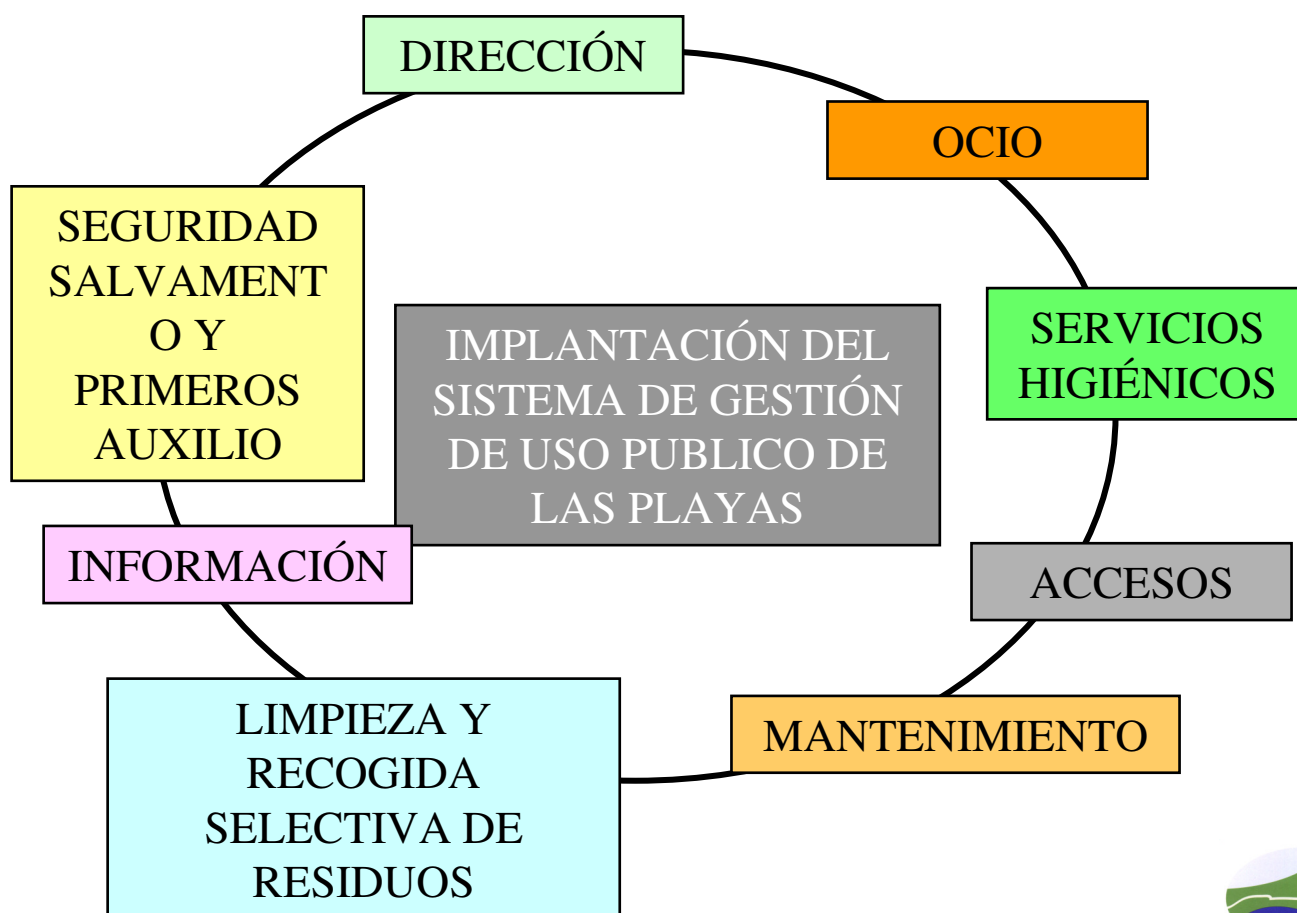 DIRECCIÓN
OCIO
SEGURIDAD
SALVAMENT
O Y
PRIMEROS
AUXILIO
IMPLANTACIÓN DEL
SISTEMA DE GESTIÓN
DE USO PUBLICO DE
LAS PLAYAS
SERVICIOS
HIGIÉNICOS
INFORMACIÓN
ACCESOS
LIMPIEZA Y
RECOGIDA
SELECTIVA DE
RESIDUOS
MANTENIMIENTO